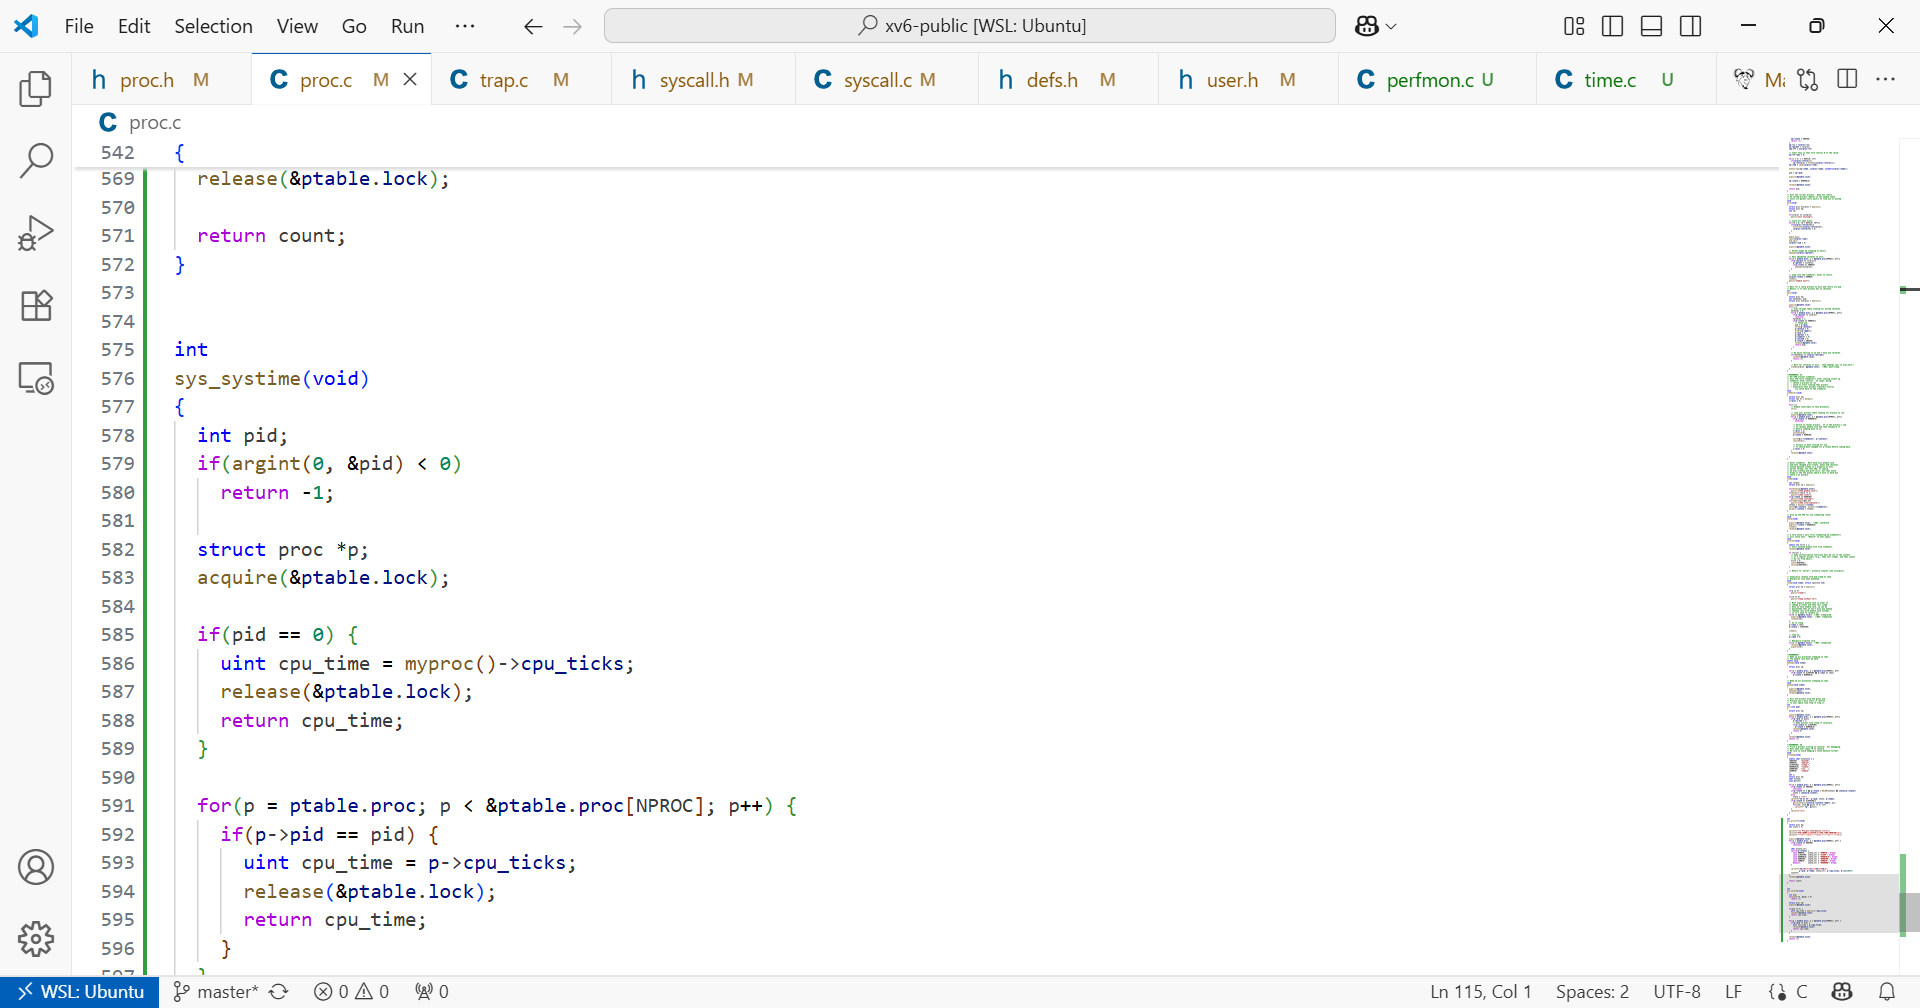 File Edit Selection View Go Run ··· xv6-public [WSL: Ubuntu]
h proc.h M C proc.c M C trap.c M h syscall.h M C syscall.c M h defs.h M h user.h M C perfmon.c U C time.c U Ma
C proc.c
542 {
569 release(&ptable.lock);
570
571 return count;
572 }
573
574
575 int
576 sys_systime(void)
577 {
578 int pid;
579 if(argint(0, &pid) < 0)
580 return -1;
581
582 struct proc *p;
583 acquire(&ptable.lock);
584
585 if(pid == 0) {
586 uint cpu_time = myproc()->cpu_ticks;
587 release(&ptable.lock);
588 return cpu_time;
589 }
590
591 for(p = ptable.proc; p < &ptable.proc[NPROC]; p++) {
592 if(p->pid == pid) {
593 uint cpu_time = p->cpu_ticks;
594 release(&ptable.lock);
595 return cpu_time;
596 }
597 }
WSL: Ubuntu master* 0 0 0 Ln 115, Col 1 Spaces: 2 UTF-8 LF {} C